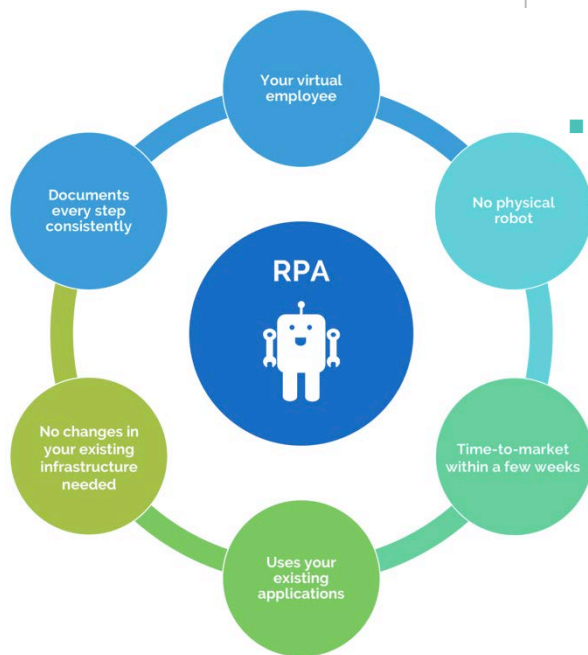 Your virtual
employee
No physical
robot
Time-to-market
within a few weeks
Uses your
existing
applications
No changes in
your existing
infrastructure
needed
Documents
every step
consistently
RPA